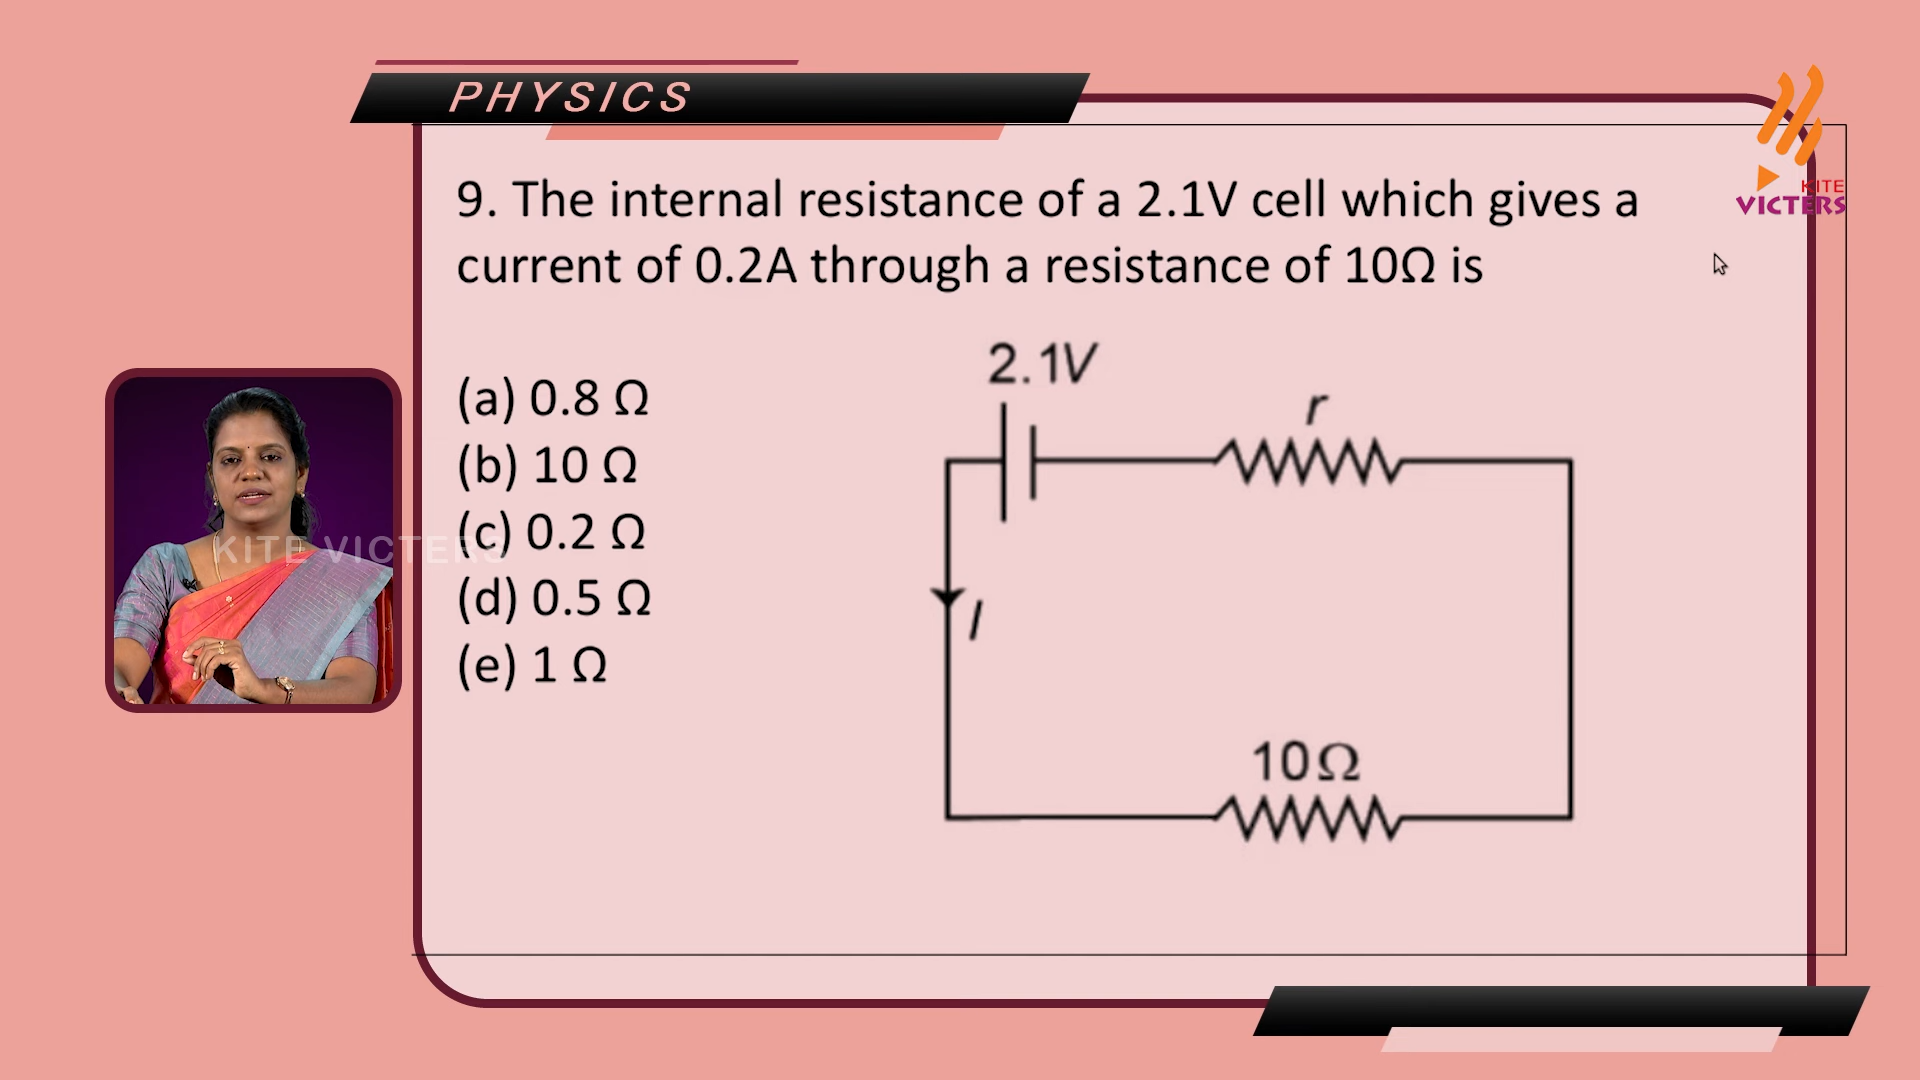 PHYSICS
KITE
VICTERS
9. The internal resistance of a 2.1V cell which gives a
current of 0.2A through a resistance of 10Ω is
(a) 0.8 Ω
(b) 10 Ω
(c) 0.2 Ω
(d) 0.5 Ω
(e) 1 Ω
2.1V
r
I
10Ω
KITE VICTERS